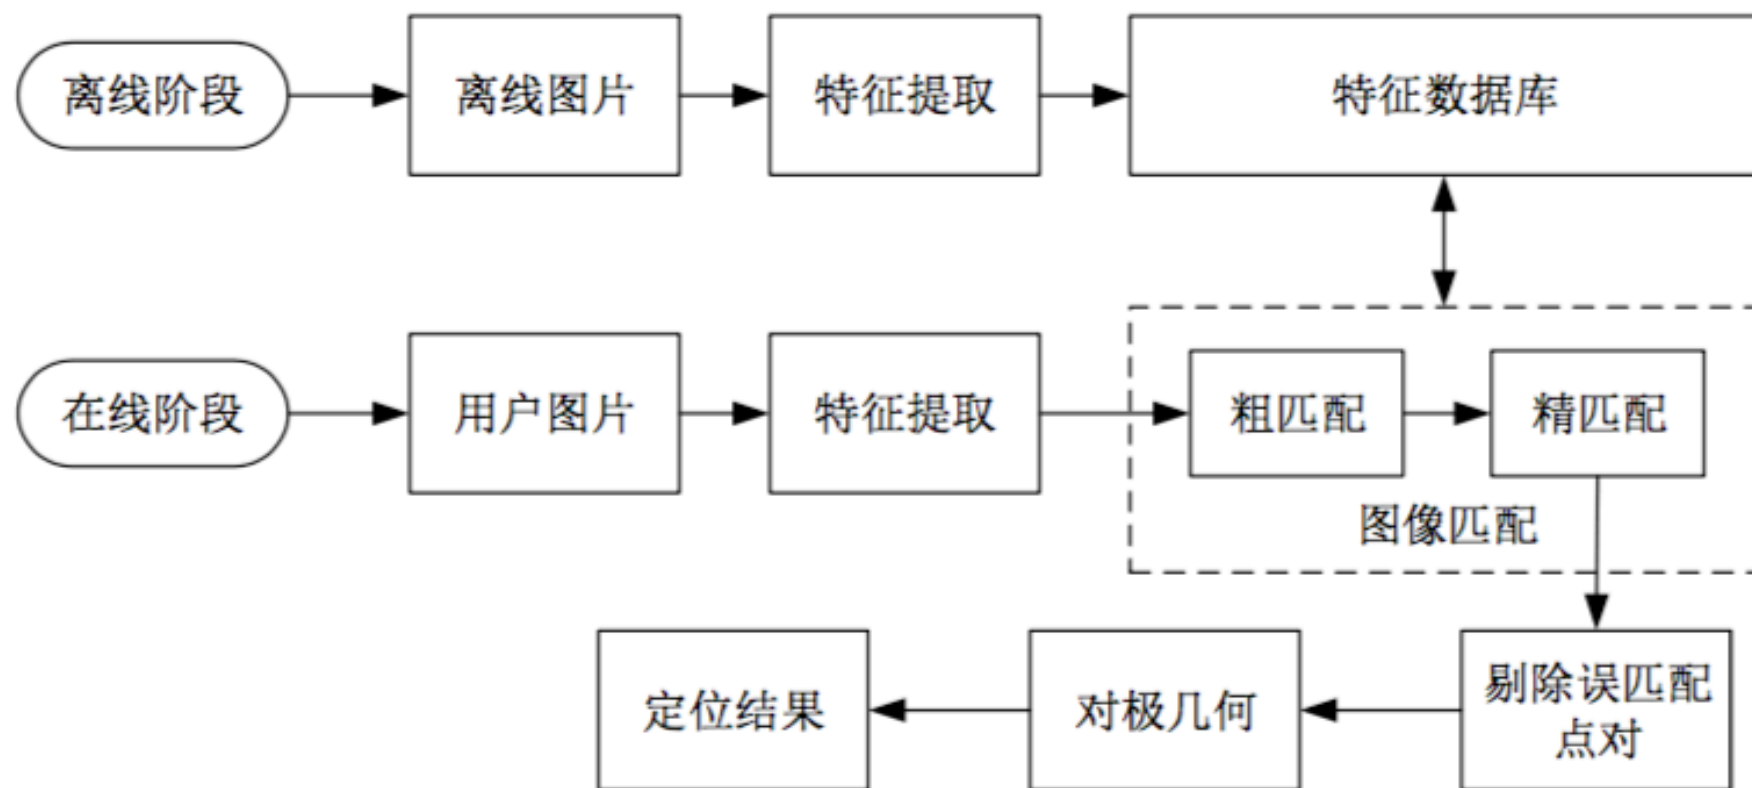 离线阶段
离线图片
特征提取
特征数据库
在线阶段
用户图片
特征提取
粗匹配
精匹配
图像匹配
定位结果
对极几何
剔除误匹配
点对